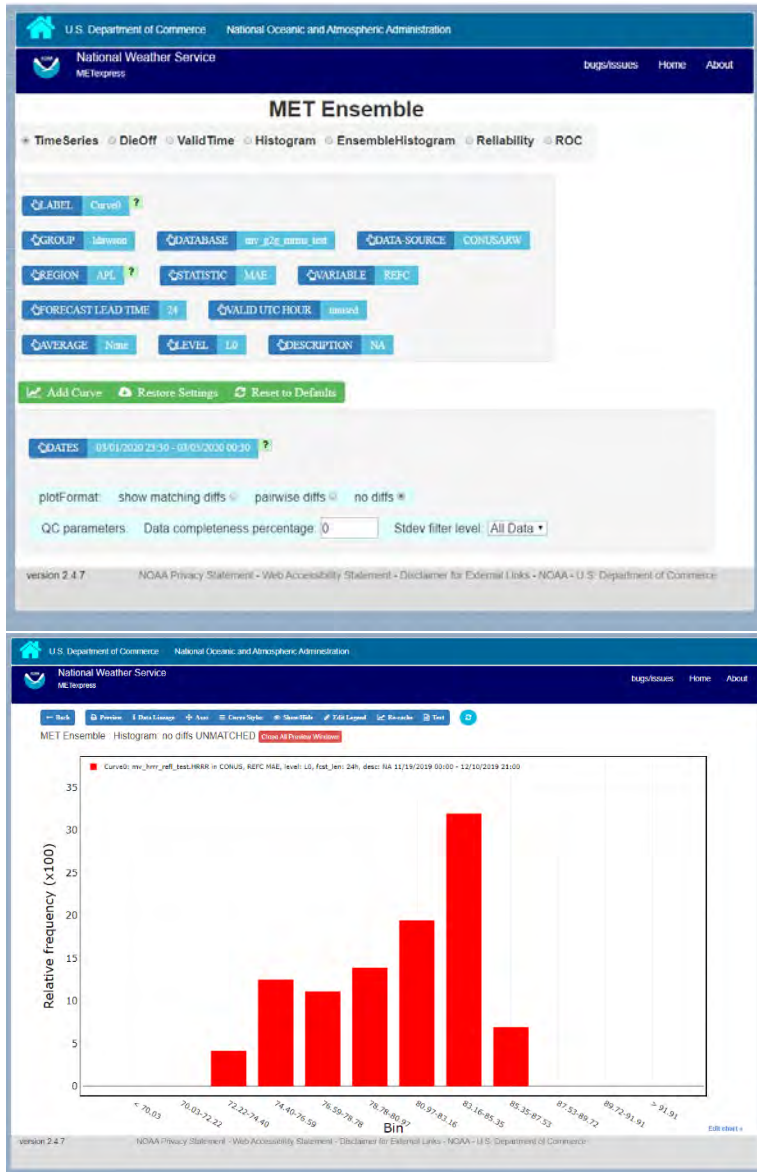 U.S. Department of Commerce National Oceanic and Atmospheric Administration
National Weather Service
METexpress
bugs/issues Home About
MET Ensemble
TimeSeries DieOff ValidTime Histogram EnsembleHistogram Reliability ROC
LABEL Curve0 ?
GROUP DATABASE DATA-SOURCE CONUSARW
REGION APL ? STATISTIC MAE VARIABLE REFC
FORECAST LEAD TIME 24 VALID UTC HOUR unused
AVERAGE None LEVEL L0 DESCRIPTION NA
Add Curve Restore Settings Reset to Defaults
DATES 03/01/2020 23:30 - 03/03/2020 00:30 ?
plotFormat: show matching diffs pairwise diffs no diffs
QC parameters: Data completeness percentage: 0 Stdev filter level: All Data
version 2.4.7 NOAA Privacy Statement - Web Accessibility Statement - Disclaimer for External Links - NOAA - U.S. Department of Commerce
U.S. Department of Commerce National Oceanic and Atmospheric Administration
National Weather Service
METexpress
bugs/issues Home About
Back Preview Data Lineage Axes Curve Styles Show/Hide Edit Legend Re-cache Text
MET Ensemble Histogram: no diffs UNMATCHED Close All Preview Windows
Curve0: mv_hrrr_refl_test.HRRR in CONUS, REFC MAE, level: L0, fcst_len: 24h, desc: NA 11/19/2019 00:00 - 12/10/2019 21:00
Relative frequency (x100)
35
30
25
20
15
10
5
0
< 70.03 70.03-72.22 72.22-74.40 74.40-76.59 76.59-78.78 78.78-80.97 80.97-83.16 83.16-85.35 85.35-87.53 87.53-89.72 89.72-91.91 > 91.91
Bin
Edit chart »
version 2.4.7 NOAA Privacy Statement - Web Accessibility Statement - Disclaimer for External Links - NOAA - U.S. Department of Commerce